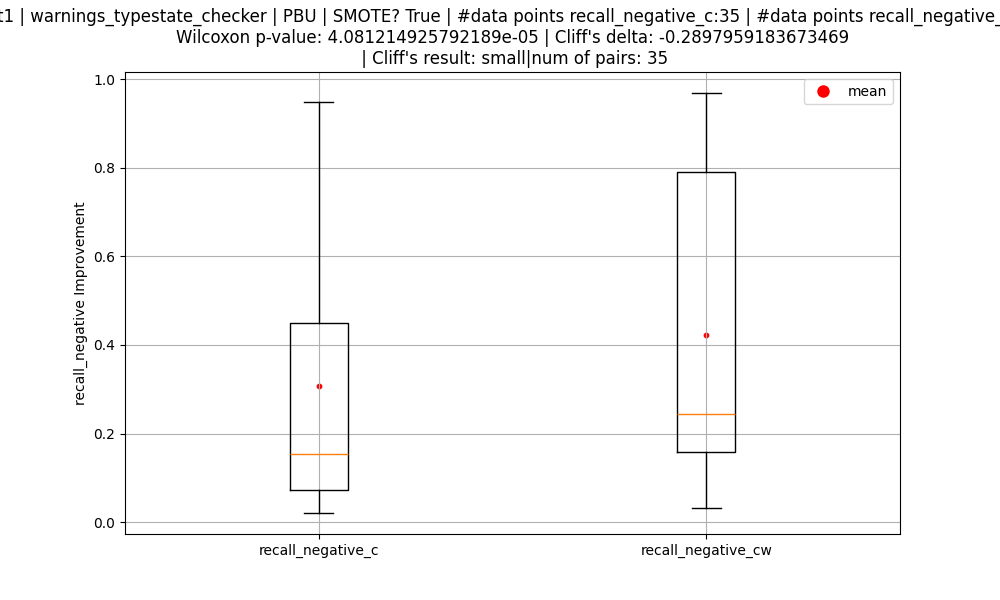 t1 | warnings_typestate_checker | PBU | SMOTE? True | #data points recall_negative_c:35 | #data points recall_negative_
Wilcoxon p-value: 4.081214925792189e-05 | Cliff's delta: -0.2897959183673469
| Cliff's result: small|num of pairs: 35
1.0
mean
0.8
0.6
0.4
0.2
0.0
recall_negative Improvement
recall_negative_c
recall_negative_cw